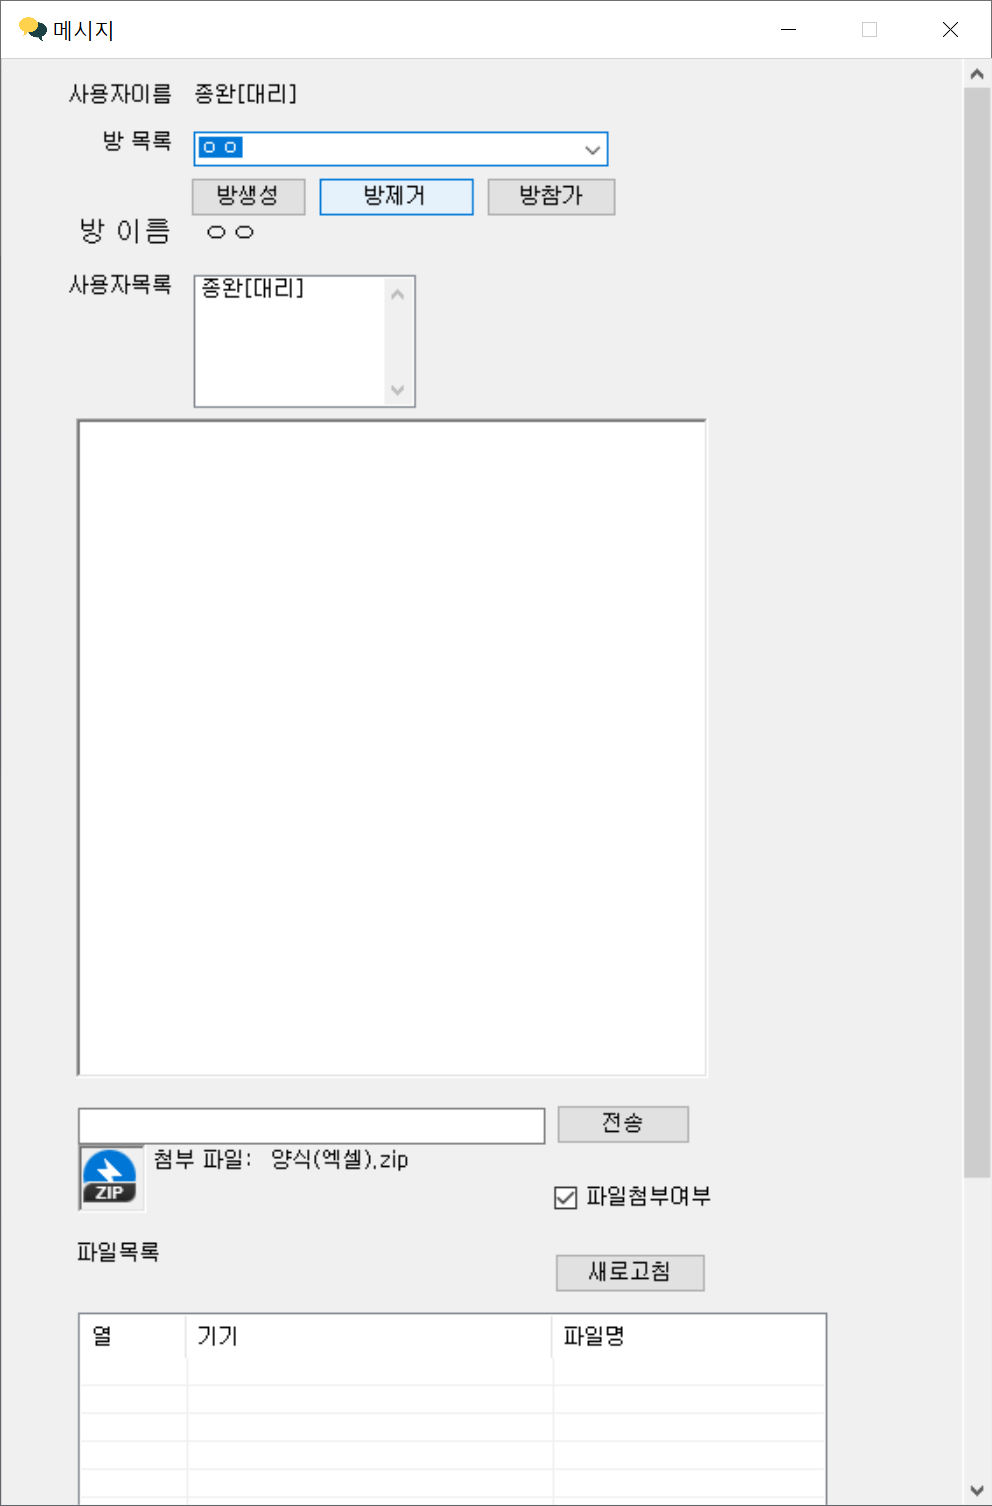 메시지
사용자이름 종완[대리]
방 목록 ㅇㅇ
방생성 방제거 방참가
방 이름 ㅇㅇ
사용자목록 종완[대리]
전송
ZIP 첨부 파일: 양식(엑셀).zip
파일첨부여부
파일목록
새로고침
열 기기 파일명